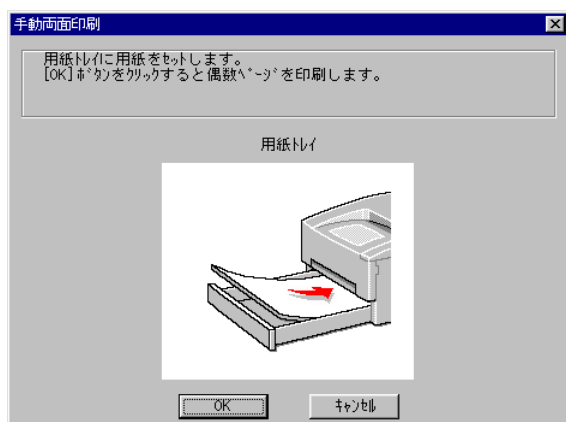 手動両面印刷
用紙ﾄﾚｲに用紙をｾｯﾄします。
[OK]ﾎﾞﾀﾝをｸﾘｯｸすると偶数ﾍﾟｰｼﾞを印刷します。
用紙ﾄﾚｲ
OK
ｷｬﾝｾﾙ